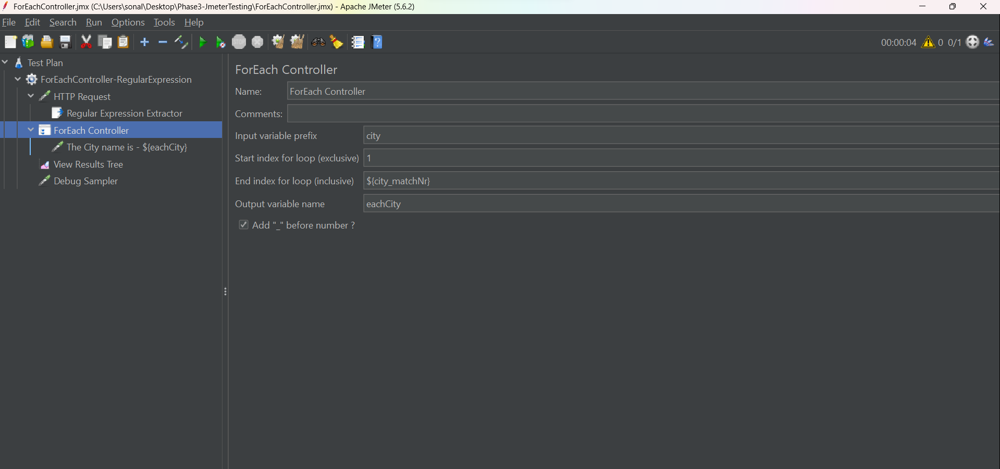 ForEachController.jmx (C:\Users\sonal\Desktop\Phase3-JmeterTesting\ForEachController.jmx) - Apache JMeter (5.6.2)
File Edit Search Run Options Tools Help
STOP
?
00:00:04 0 0/1
Test Plan
ForEachController-RegularExpression
HTTP Request
Regular Expression Extractor
ForEach Controller
The City name is - ${eachCity}
View Results Tree
Debug Sampler
ForEach Controller
Name: ForEach Controller
Comments:
Input variable prefix city
Start index for loop (exclusive) 1
End index for loop (inclusive) ${city_matchNr}
Output variable name eachCity
Add "_" before number ?